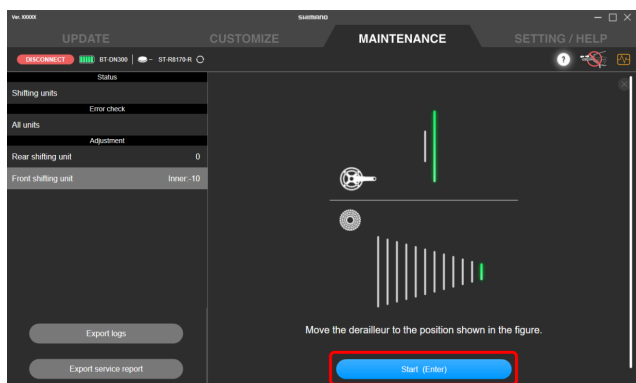 Ver. XXXXX
SHIMANO
UPDATE
CUSTOMIZE
MAINTENANCE
SETTING / HELP
DISCONNECT
BT-DN300
ST-R8170-R
?
Status
Shifting units
Error check
All units
Adjustment
Rear shifting unit 0
Front shifting unit Inner:-10
Move the derailleur to the position shown in the figure.
Export logs
Start (Enter)
Export service report